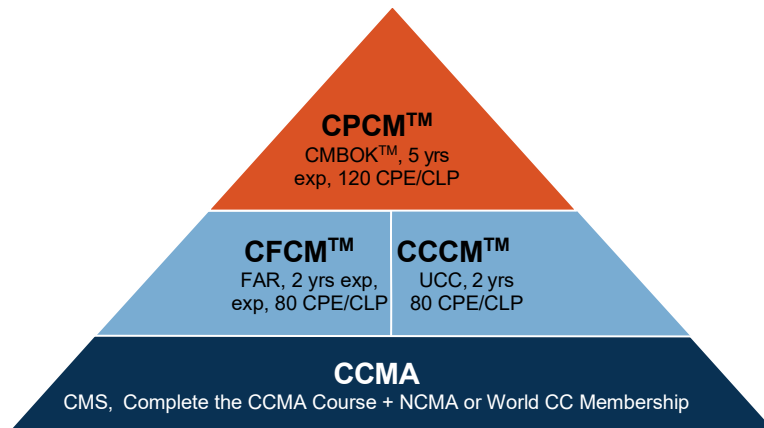 CPCM™
CMBOK™, 5 yrs
exp, 120 CPE/CLP
CFCM™
FAR, 2 yrs exp,
exp, 80 CPE/CLP
CCCM™
UCC, 2 yrs
80 CPE/CLP
CCMA
CMS, Complete the CCMA Course + NCMA or World CC Membership